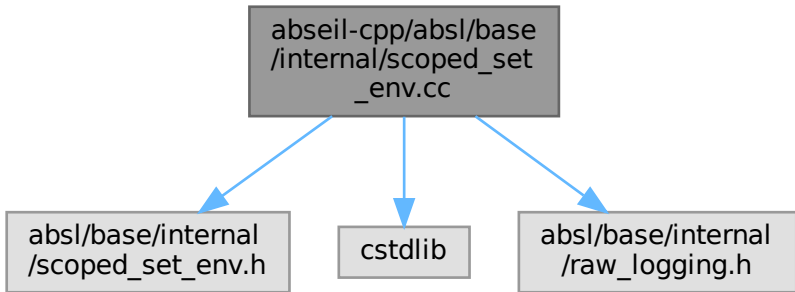 abseil-cpp/absl/base
/internal/scoped_set
_env.cc
absl/base/internal
/scoped_set_env.h
cstdlib
absl/base/internal
/raw_logging.h